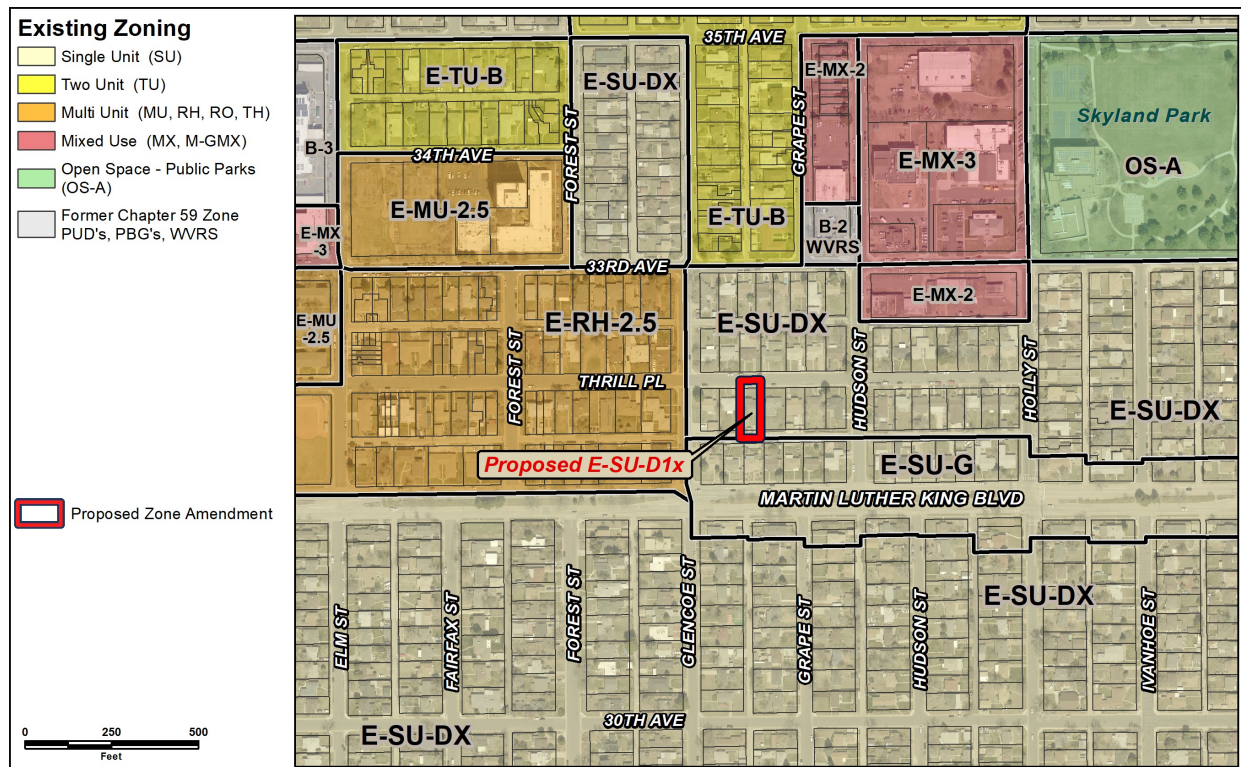 Existing Zoning
Single Unit (SU)
Two Unit (TU)
Multi Unit (MU, RH, RO, TH)
Mixed Use (MX, M-GMX)
Open Space - Public Parks
(OS-A)
Former Chapter 59 Zone
PUD's, PBG's, WVRS
Proposed Zone Amendment
0 250 500
Feet
35TH AVE
E-TU-B
E-SU-DX
E-MX-2
FOREST ST
GRAPE ST
Skyland Park
B-3
34TH AVE
E-MX-3
OS-A
E-MU-2.5
E-TU-B
E-MX
-3
B-2
WVRS
33RD AVE
E-MX-2
E-MU
-2.5
E-RH-2.5
E-SU-DX
FOREST ST
THRILL PL
HUDSON ST
HOLLY ST
E-SU-DX
Proposed E-SU-D1x
E-SU-G
MARTIN LUTHER KING BLVD
ELM ST
FAIRFAX ST
FOREST ST
GLENCOE ST
GRAPE ST
HUDSON ST
E-SU-DX
IVANHOE ST
30TH AVE
E-SU-DX